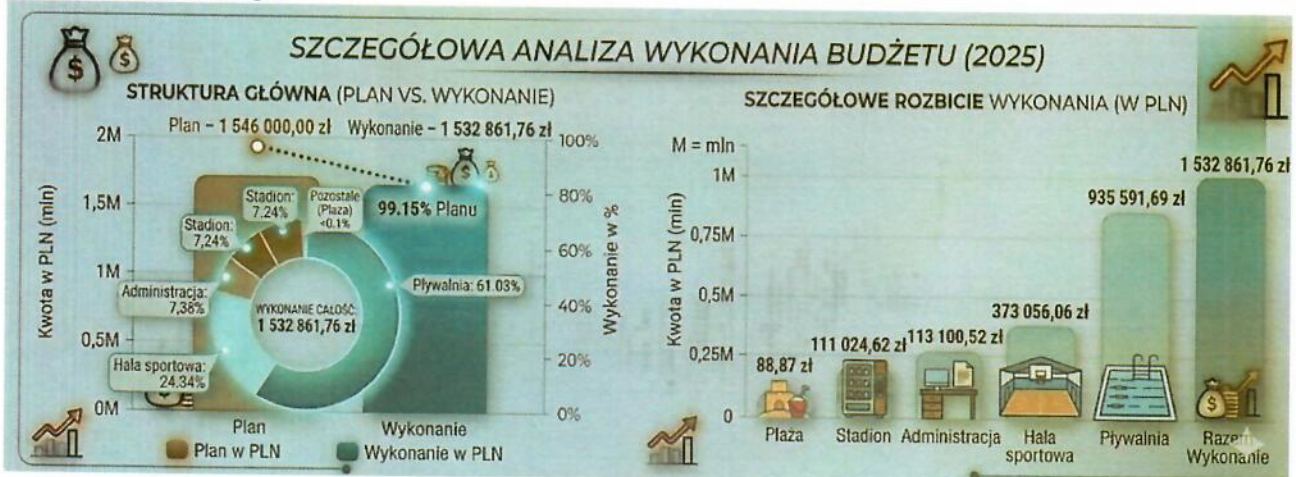 SZCZEGÓŁOWA ANALIZA WYKONANIA BUDŻETU (2025)
STRUKTURA GŁÓWNA (PLAN VS. WYKONANIE)
Plan – 1 546 000,00 zł Wykonanie – 1 532 861,76 zł
Kwota w PLN (mln)
2M
1,5M
1M
0,5M
0M
100%
80%
60%
40%
20%
0%
Wykonanie w %
Stadion:
7.24%
Pozostałe
(Plaża)
<0.1%
99.15% Planu
Stadion:
7,24%
Administracja:
7,38%
Pływalnia: 61.03%
WYKONANIE CAŁOŚĆ:
1 532 861,76 zł
Hala sportowa:
24.34%
Plan
Wykonanie
Plan w PLN
Wykonanie w PLN
SZCZEGÓŁOWE ROZBICIE WYKONANIA (W PLN)
M = mln
Kwota w PLN (mln)
1M
0,75M
0,5M
0,25M
0
88,87 zł
111 024,62 zł
113 100,52 zł
373 056,06 zł
935 591,69 zł
1 532 861,76 zł
Plaża
Stadion
Administracja
Hala
sportowa
Pływalnia
Razem
Wykonanie